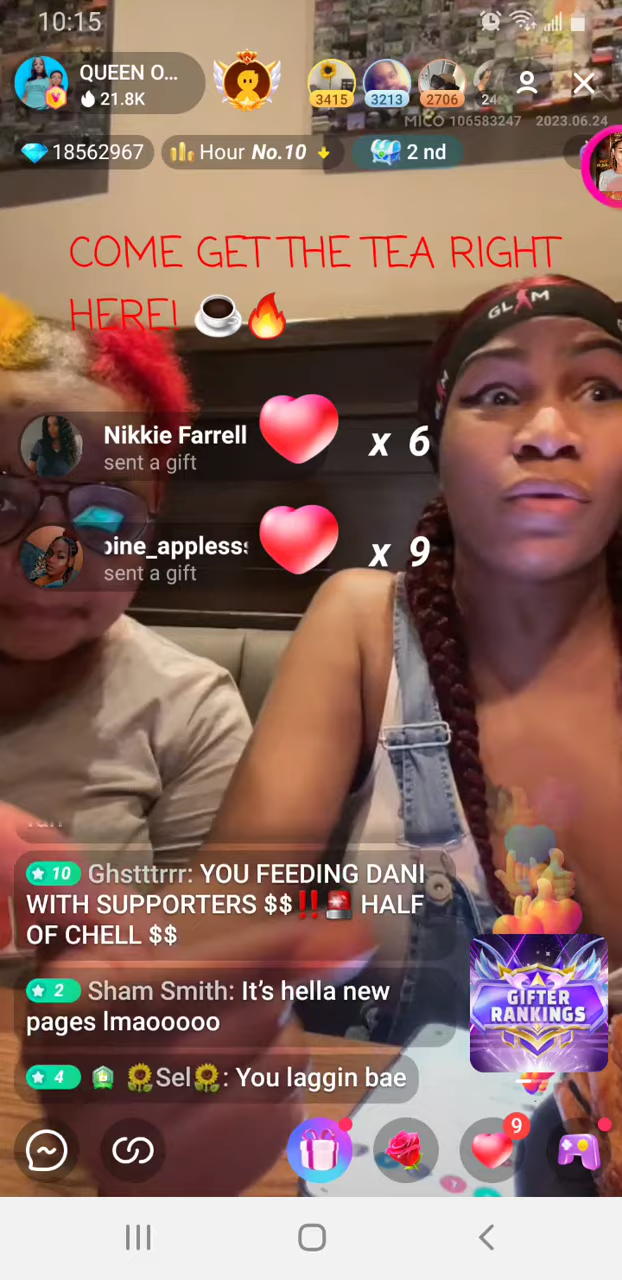 10:15
QUEEN O...
21.8K
3415
3213
2706
24
MICO 106583247 2023.06.24
18562967
Hour No.10
2 nd
COME GET THE TEA RIGHT
HERE! ☕🔥
GLAM
Nikkie Farrell
sent a gift
x 6
pine_appless
sent a gift
x 9
10 Ghstttrrr: YOU FEEDING DANI
WITH SUPPORTERS $$‼️🚨 HALF
OF CHELL $$
2 Sham Smith: It's hella new
pages lmaooooo
GIFTER
RANKINGS
4 🌻Sel🌻: You laggin bae
9